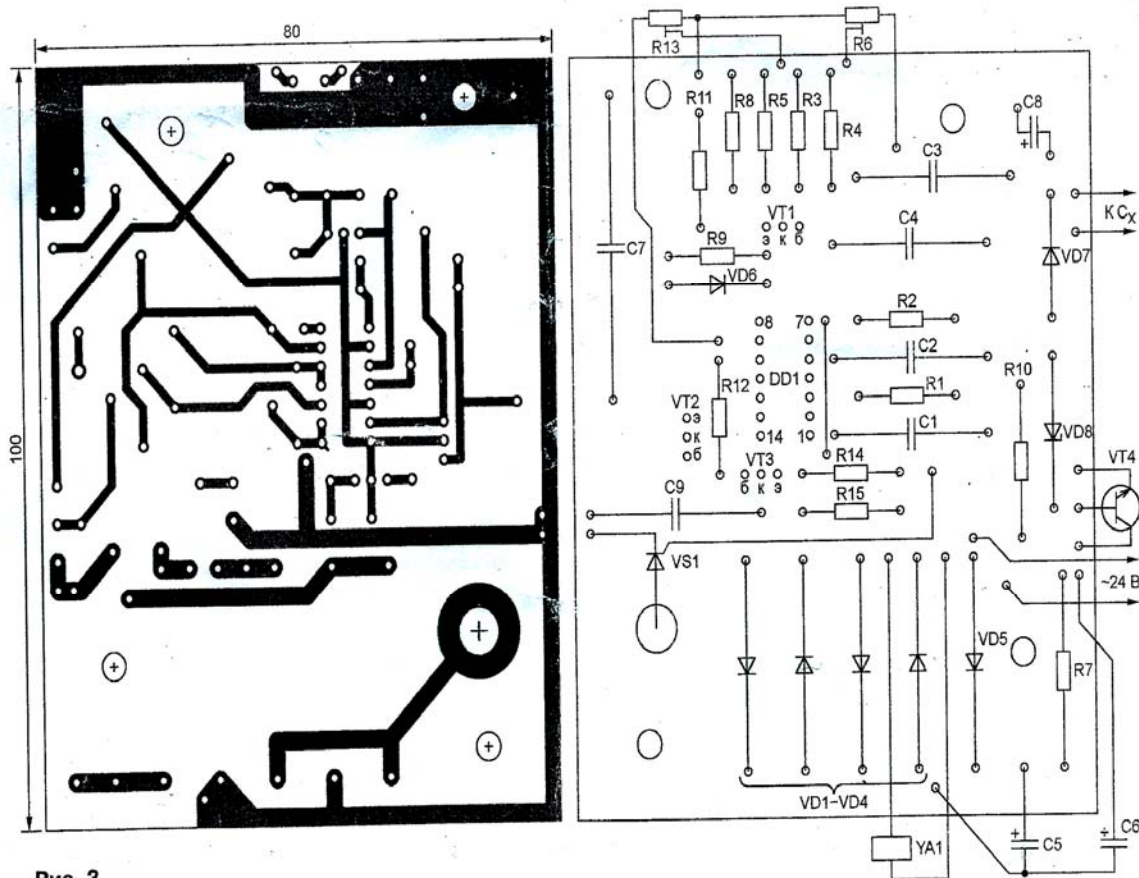 80
100
R13
R6
R11
R8
R5
R3
R4
C8
+
C3
VT1
э к б
К Cх
C7
C4
R9
VD7
VD6
R2
8
7
C2
R10
R12
DD1
R1
VT2
э
к
б
C1
VD8
14
1
VT3
б к э
R14
VT4
C9
R15
VS1
~24 В
VD5
R7
VD1-VD4
YA1
+
C5
+
C6
Рис. 3